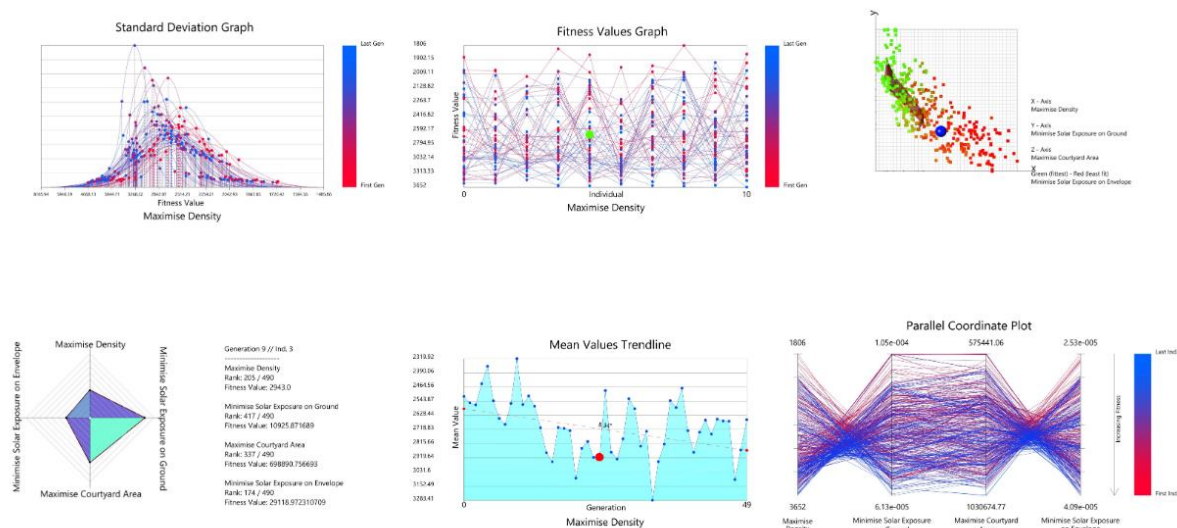 Standard Deviation Graph
Last Gen
First Gen
Fitness Value
Maximise Density
Fitness Values Graph
1806
1902.15
2009.11
2128.82
2268.7
2416.82
2592.17
2794.95
3032.14
3313.33
3652
Fitness Value
0
Individual
10
Maximise Density
Last Gen
First Gen
y
X
X - Axis
Maximise Density
Y - Axis
Minimise Solar Exposure on Ground
Z - Axis
Maximise Courtyard Area
Green (fittest) - Red (least fit)
Minimise Solar Exposure on Envelope
Maximise Density
Minimise Solar Exposure on Envelope
Minimise Solar Exposure on Ground
Maximise Courtyard Area
Generation 9 // Ind. 3
--------------
Maximise Density
Rank: 205 / 490
Fitness Value: 2943.0
Minimise Solar Exposure on Ground
Rank: 417 / 490
Fitness Value: 10925.871689
Maximise Courtyard Area
Rank: 337 / 490
Fitness Value: 698890.756693
Minimise Solar Exposure on Envelope
Rank: 174 / 490
Fitness Value: 29118.972310709
Mean Values Trendline
2319.92
2390.06
2464.56
2543.87
2628.44
2718.83
2815.66
2919.64
3031.6
3152.49
3283.41
Mean Value
0
Generation
49
Maximise Density
Parallel Coordinate Plot
1806
1.05e-004
575441.06
2.53e-005
3652
6.13e-005
1030674.77
4.09e-005
Maximise
Minimise Solar Exposure
Maximise Courtyard
Minimise Solar Exposure
Increasing Fitness
Last Ind
First Ind